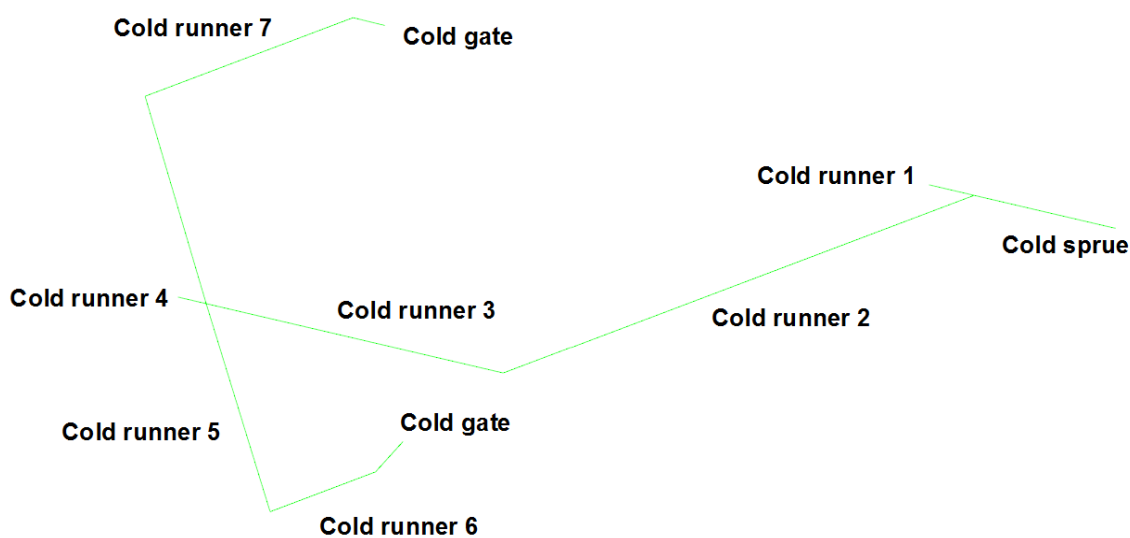 Cold runner 7
Cold gate
Cold runner 1
Cold sprue
Cold runner 4
Cold runner 3
Cold runner 2
Cold gate
Cold runner 5
Cold runner 6